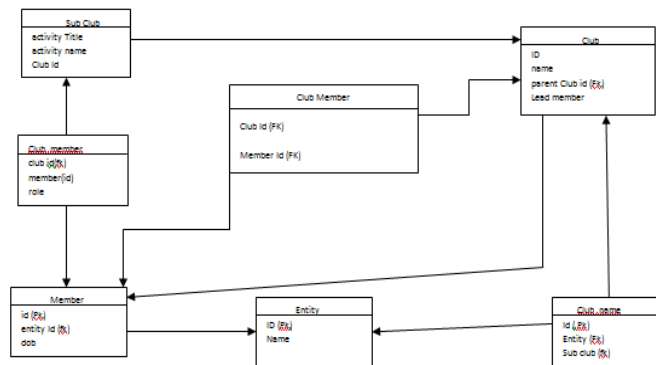 Sub Club
activity Title
activity name
Club Id
Club
ID
name
parent Club id (Fk)
Lead member
Club Member
Club Id (FK)
Member Id (FK)
Club_member
club id(fk)
member(id)
role
Member
id (Pk)
entity Id (fk)
dob
Entity
ID (Pk)
Name
Club_name
Id (Pk)
Entity (Fk)
Sub club (fk)